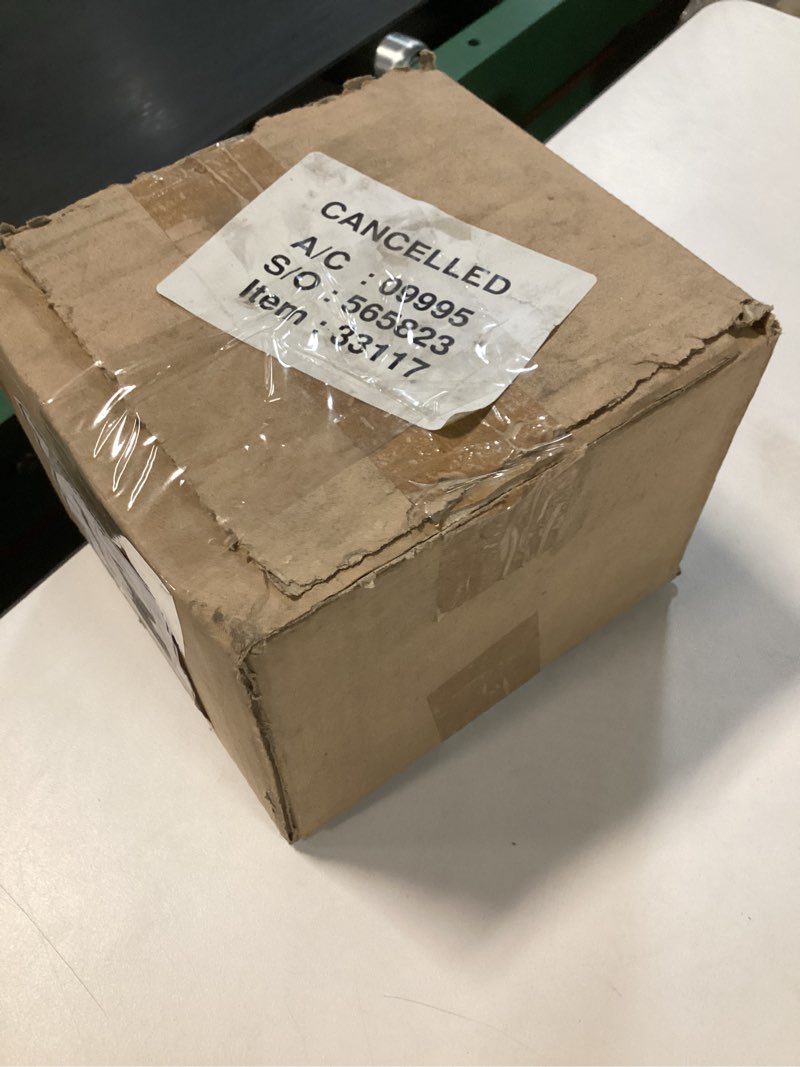 CANCELLED
A/C : 09995
S/O : 565823
Item : 33117